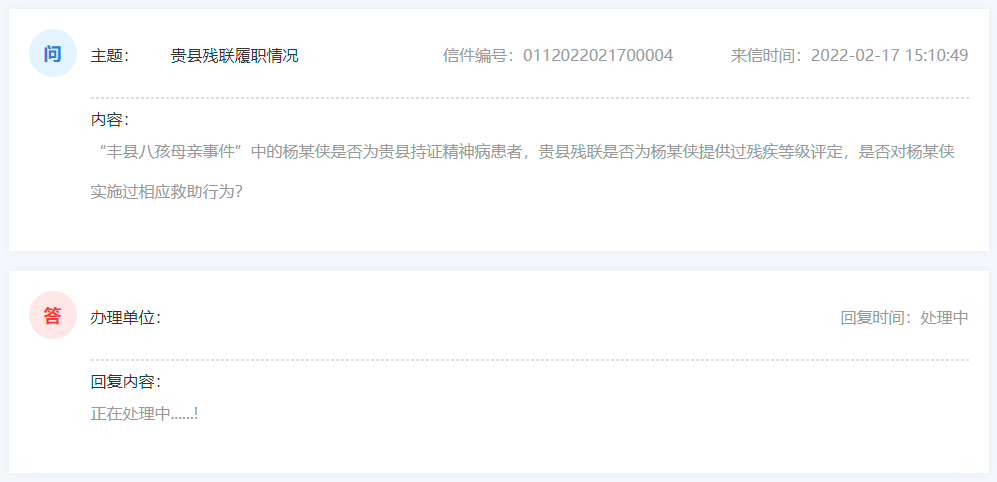 问 主题: 贵县残联履职情况 信件编号: 0112022021700004 来信时间: 2022-02-17 15:10:49
内容:
“丰县八孩母亲事件”中的杨某侠是否为贵县持证精神病患者，贵县残联是否为杨某侠提供过残疾等级评定，是否对杨某侠
实施过相应救助行为?
答 办理单位: 回复时间: 处理中
回复内容:
正在处理中......!